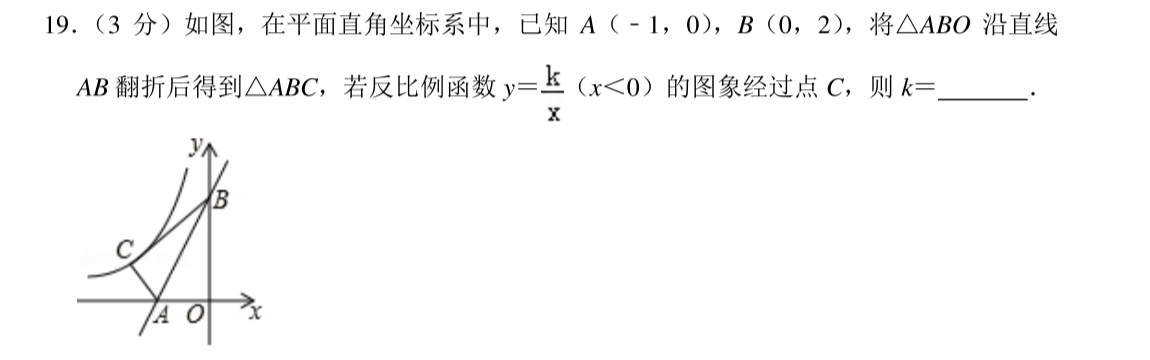 19.（3 分）如图，在平面直角坐标系中，已知 A（﹣1，0），B（0，2），将△ABO 沿直线
AB 翻折后得到△ABC，若反比例函数 y=k/x（x＜0）的图象经过点 C，则 k=______．
y
B
C
A O x